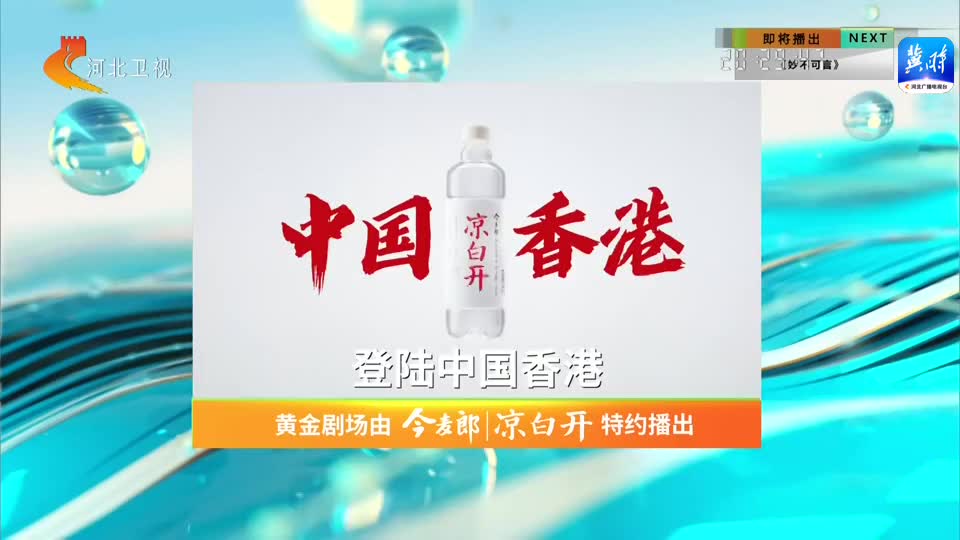 河北卫视
即将播出 NEXT
《妙不可言》
冀时
河北广播电视台
中国 香港
今麦郎
凉白开
登陆中国香港
黄金剧场由 今麦郎|凉白开 特约播出